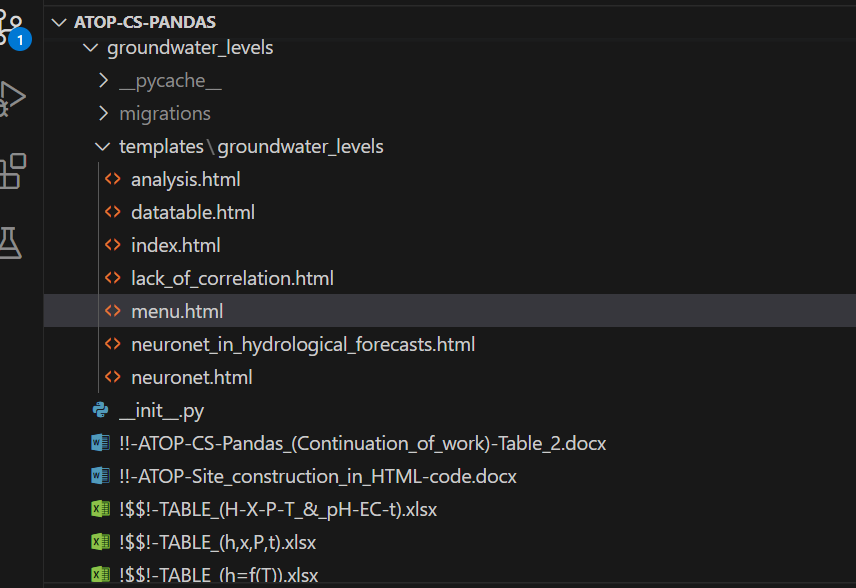 ATOP-CS-PANDAS
1
groundwater_levels
__pycache__
migrations
templates\groundwater_levels
analysis.html
datatable.html
index.html
lack_of_correlation.html
menu.html
neuronet_in_hydrological_forecasts.html
neuronet.html
__init__.py
!!-ATOP-CS-Pandas_(Continuation_of_work)-Table_2.docx
!!-ATOP-Site_construction_in_HTML-code.docx
!$$!-TABLE_(H-X-P-T_&_pH-EC-t).xlsx
!$$!-TABLE_(h,x,P,t).xlsx
!$$!-TABLE_(h=f(T)).xlsx